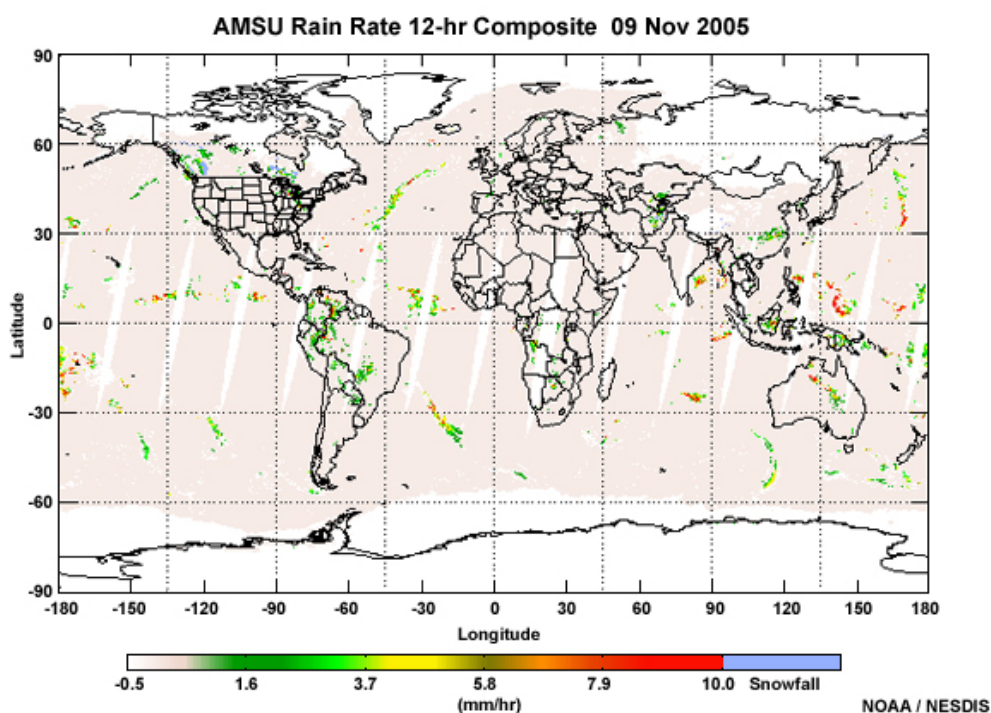 AMSU Rain Rate 12-hr Composite 09 Nov 2005
90
60
30
0
-30
-60
-90
Latitude
-180 -150 -120 -90 -60 -30 0 30 60 90 120 150 180
Longitude
-0.5 1.6 3.7 5.8 7.9 10.0 Snowfall
(mm/hr)
NOAA / NESDIS